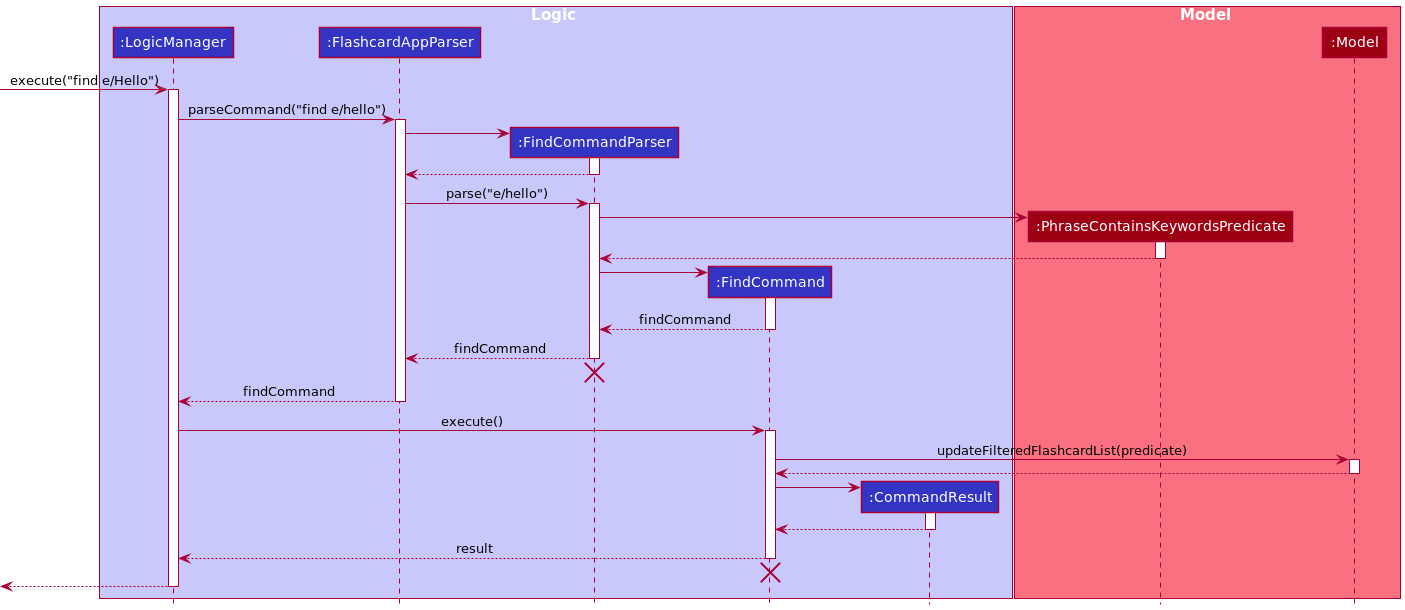 Logic
Model
:LogicManager
:FlashcardAppParser
:Model
execute("find e/Hello")
parseCommand("find e/hello")
:FindCommandParser
parse("e/hello")
:PhraseContainsKeywordsPredicate
:FindCommand
findCommand
findCommand
findCommand
execute()
updateFilteredFlashcardList(predicate)
:CommandResult
result